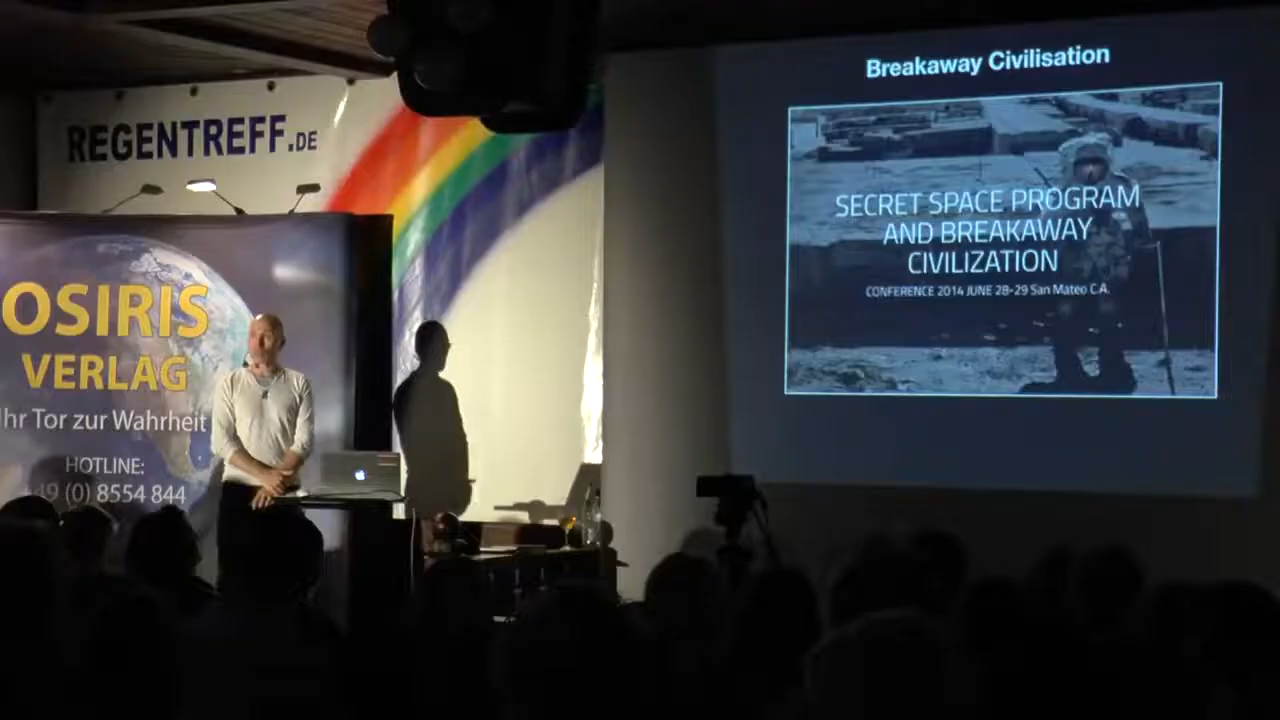 REGENTREFF.DE
OSIRIS
VERLAG
Ihr Tor zur Wahrheit
HOTLINE:
+49 (0) 8554 844
Breakaway Civilisation
SECRET SPACE PROGRAM
AND BREAKAWAY
CIVILIZATION
CONFERENCE 2014 JUNE 28-29 San Mateo C.A.